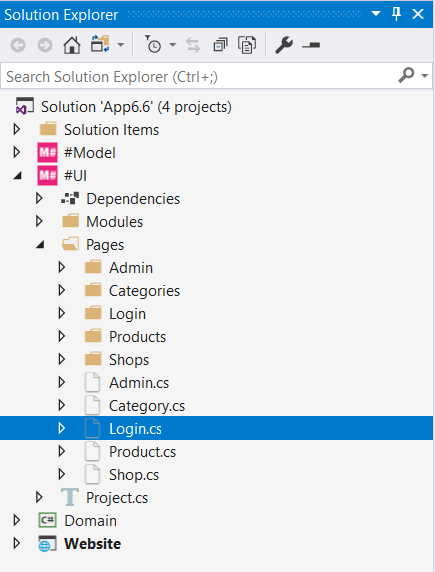 Solution Explorer
Search Solution Explorer (Ctrl+;)
Solution 'App6.6' (4 projects)
Solution Items
M# #Model
M# #UI
Dependencies
Modules
Pages
Admin
Categories
Login
Products
Shops
Admin.cs
Category.cs
Login.cs
Product.cs
Shop.cs
T Project.cs
C# Domain
Website